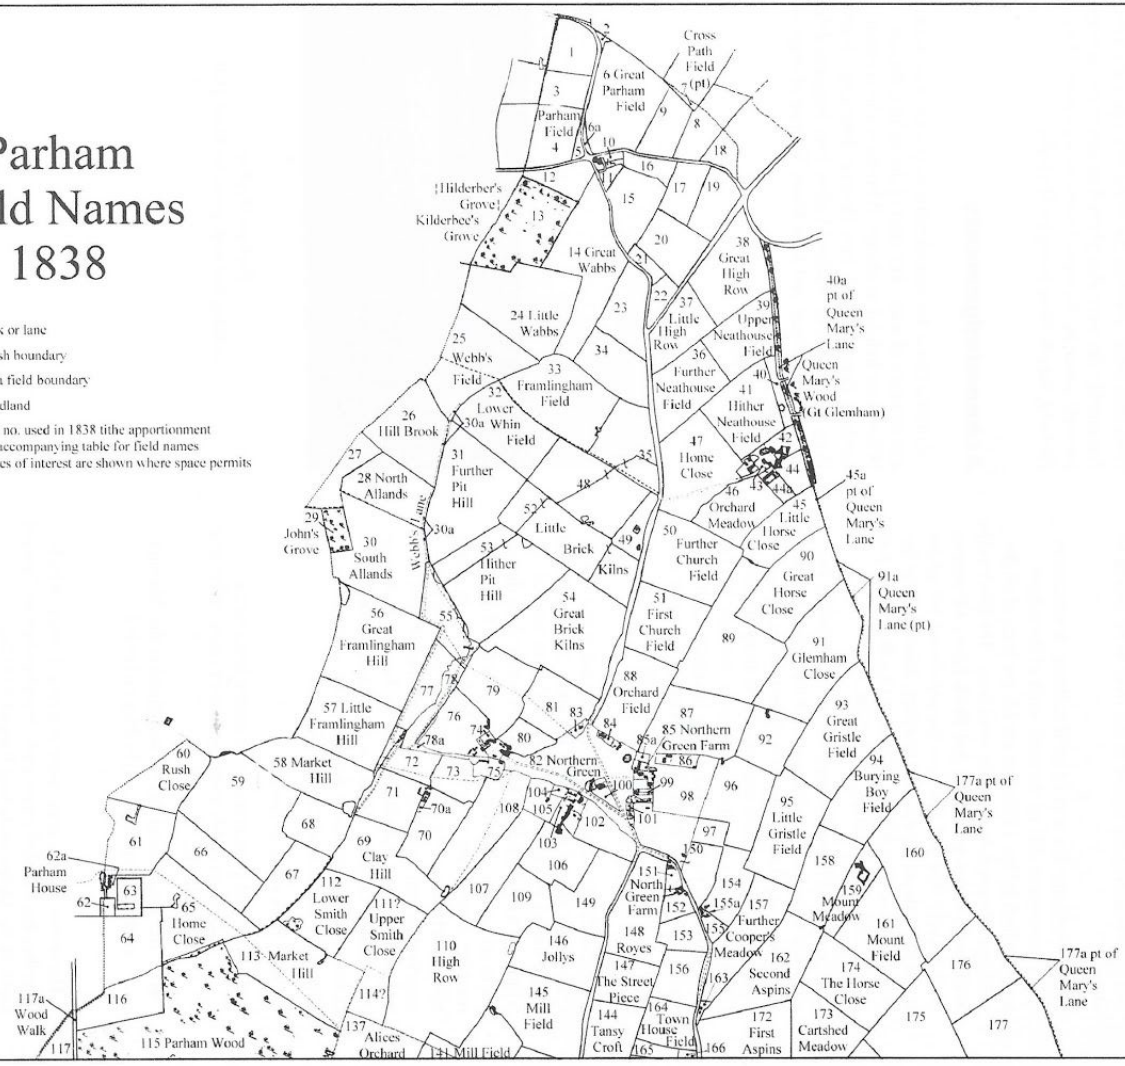 Parham
ld Names
1838
k or lane
sh boundary
a field boundary
dland
no. used in 1838 tithe apportionment
accompanying table for field names
es of interest are shown where space permits
1
2
3
Parham
Field
4
5
6 Great
Parham
Field
6a
Cross
Path
Field
(pt)
7
8
9
10
11
12
13
¦Hilderber's
Grove¦
Kilderbee's
Grove
14 Great
Wabbs
15
16
17
18
19
20
21
22
23
24 Little
Wabbs
25
Webb's
Field
26
Hill Brook
27
28 North
Allands
29
John's
Grove
30
South
Allands
30a
30a
Webb's Lane
31
Further
Pit
Hill
32
Lower
Whin
Field
33
Framlingham
Field
34
35
36
Further
Neathouse
Field
37
Little
High
Row
38
Great
High
Row
39
Upper
Neathouse
Field
40
40a
pt of
Queen
Mary's
Lane
Queen
Mary's
Wood
(Gt Glemham)
41
Hither
Neathouse
Field
42
43
44
44a
45
Little
Horse
Close
45a
pt of
Queen
Mary's
Lane
46
Orchard
Meadow
47
Home
Close
48
49
50
Further
Church
Field
51
First
Church
Field
52
Little
Brick
Kilns
53
Hither
Pit
Hill
54
Great
Brick
Kilns
55
56
Great
Framlingham
Hill
57 Little
Framlingham
Hill
58 Market
Hill
59
60
Rush
Close
61
62a
Parham
House
62
63
64
65
Home
Close
66
67
68
69
Clay
Hill
70
70a
71
72
73
74
75
76
77
78
78a
79
80
81
82 Northern
Green
83
84
85 Northern
Green Farm
85a
86
87
88
Orchard
Field
89
90
Great
Horse
Close
91
Glemham
Close
91a
Queen
Mary's
Lane (pt)
92
93
Great
Gristle
Field
94
Burying
Boy
Field
95
Little
Gristle
Field
96
97
98
99
100
101
102
103
104
105
106
107
108
109
110
High
Row
111?
Upper
Smith
Close
112
Lower
Smith
Close
113 Market
Hill
114?
115 Parham Wood
116
117a
Wood
Walk
117
137
Alices
Orchard
141 Mill Field
144
Tansy
Croft
145
Mill
Field
146
Jollys
147
The Street
Piece
148
Royes
149
150
151
North
Green
Farm
152
153
154
155
155a
156
157
Further
Cooper's
Meadow
158
159
Mount
Meadow
160
161
Mount
Field
162
Second
Aspins
163
164
Town
House
Field
165
166
172
First
Aspins
173
Cartshed
Meadow
174
The Horse
Close
175
176
177
177a pt of
Queen
Mary's
Lane
177a pt of
Queen
Mary's
Lane